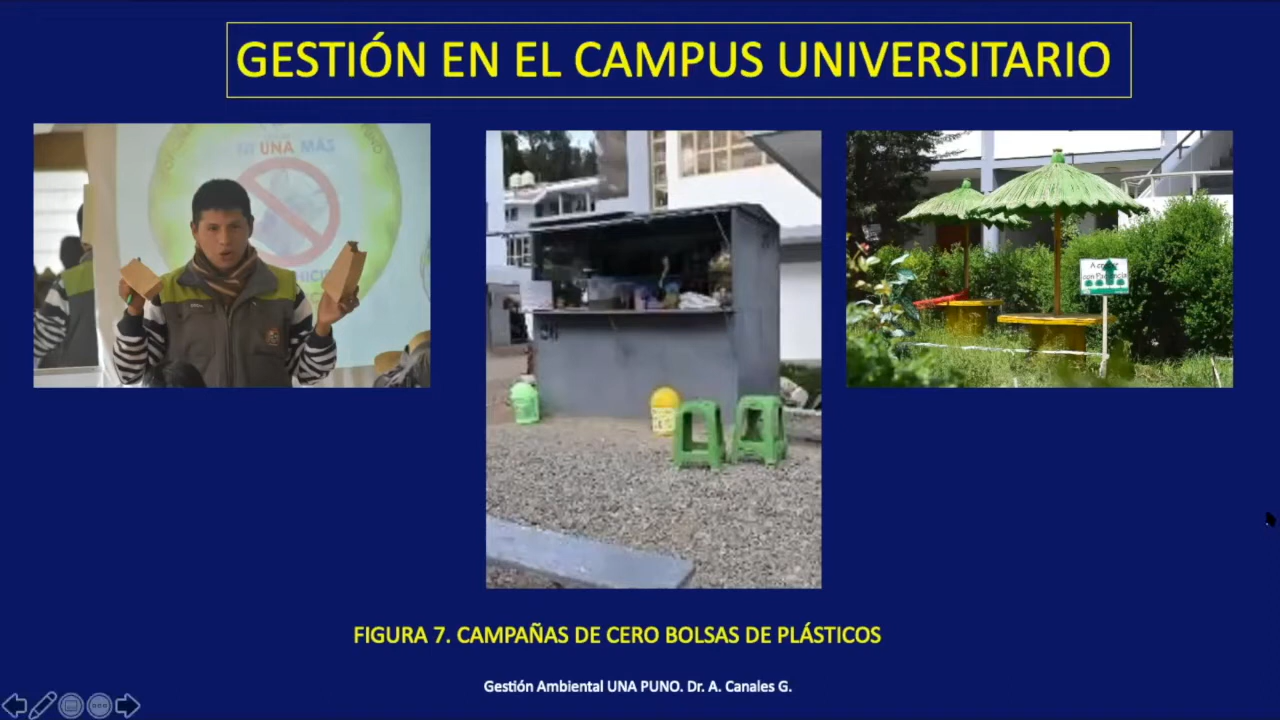 GESTIÓN EN EL CAMPUS UNIVERSITARIO
NI UNA MÁS
FIGURA 7. CAMPAÑAS DE CERO BOLSAS DE PLÁSTICOS
Gestión Ambiental UNA PUNO. Dr. A. Canales G.